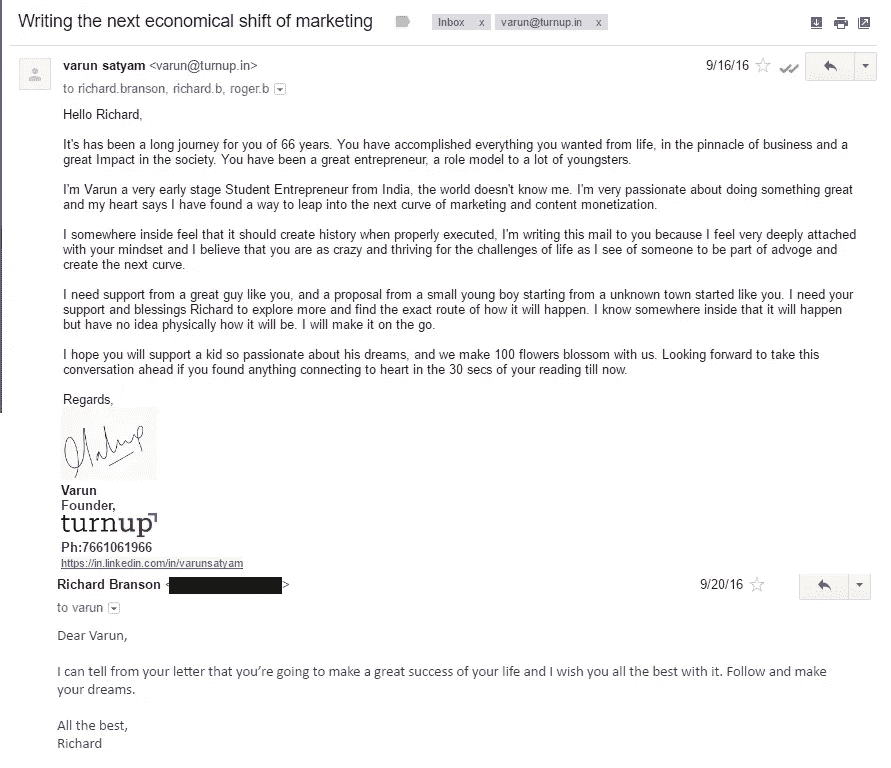 Writing the next economical shift of marketing
Inbox x varun@turnup.in x
varun satyam <varun@turnup.in>
9/16/16
to richard.branson, richard.b, roger.b
Hello Richard,
It's has been a long journey for you of 66 years. You have accomplished everything you wanted from life, in the pinnacle of business and a
great Impact in the society. You have been a great entrepreneur, a role model to a lot of youngsters.
I'm Varun a very early stage Student Entrepreneur from India, the world doesn't know me. I'm very passionate about doing something great
and my heart says I have found a way to leap into the next curve of marketing and content monetization.
I somewhere inside feel that it should create history when properly executed, I'm writing this mail to you because I feel very deeply attached
with your mindset and I believe that you are as crazy and thriving for the challenges of life as I see of someone to be part of advoge and
create the next curve.
I need support from a great guy like you, and a proposal from a small young boy starting from a unknown town started like you. I need your
support and blessings Richard to explore more and find the exact route of how it will happen. I know somewhere inside that it will happen
but have no idea physically how it will be. I will make it on the go.
I hope you will support a kid so passionate about his dreams, and we make 100 flowers blossom with us. Looking forward to take this
conversation ahead if you found anything connecting to heart in the 30 secs of your reading till now.
Regards,
Varun
Founder,
turnup
Ph:7661061966
https://in.linkedin.com/in/varunsatyam
Richard Branson < >
9/20/16
to varun
Dear Varun,
I can tell from your letter that you're going to make a great success of your life and I wish you all the best with it. Follow and make
your dreams.
All the best,
Richard